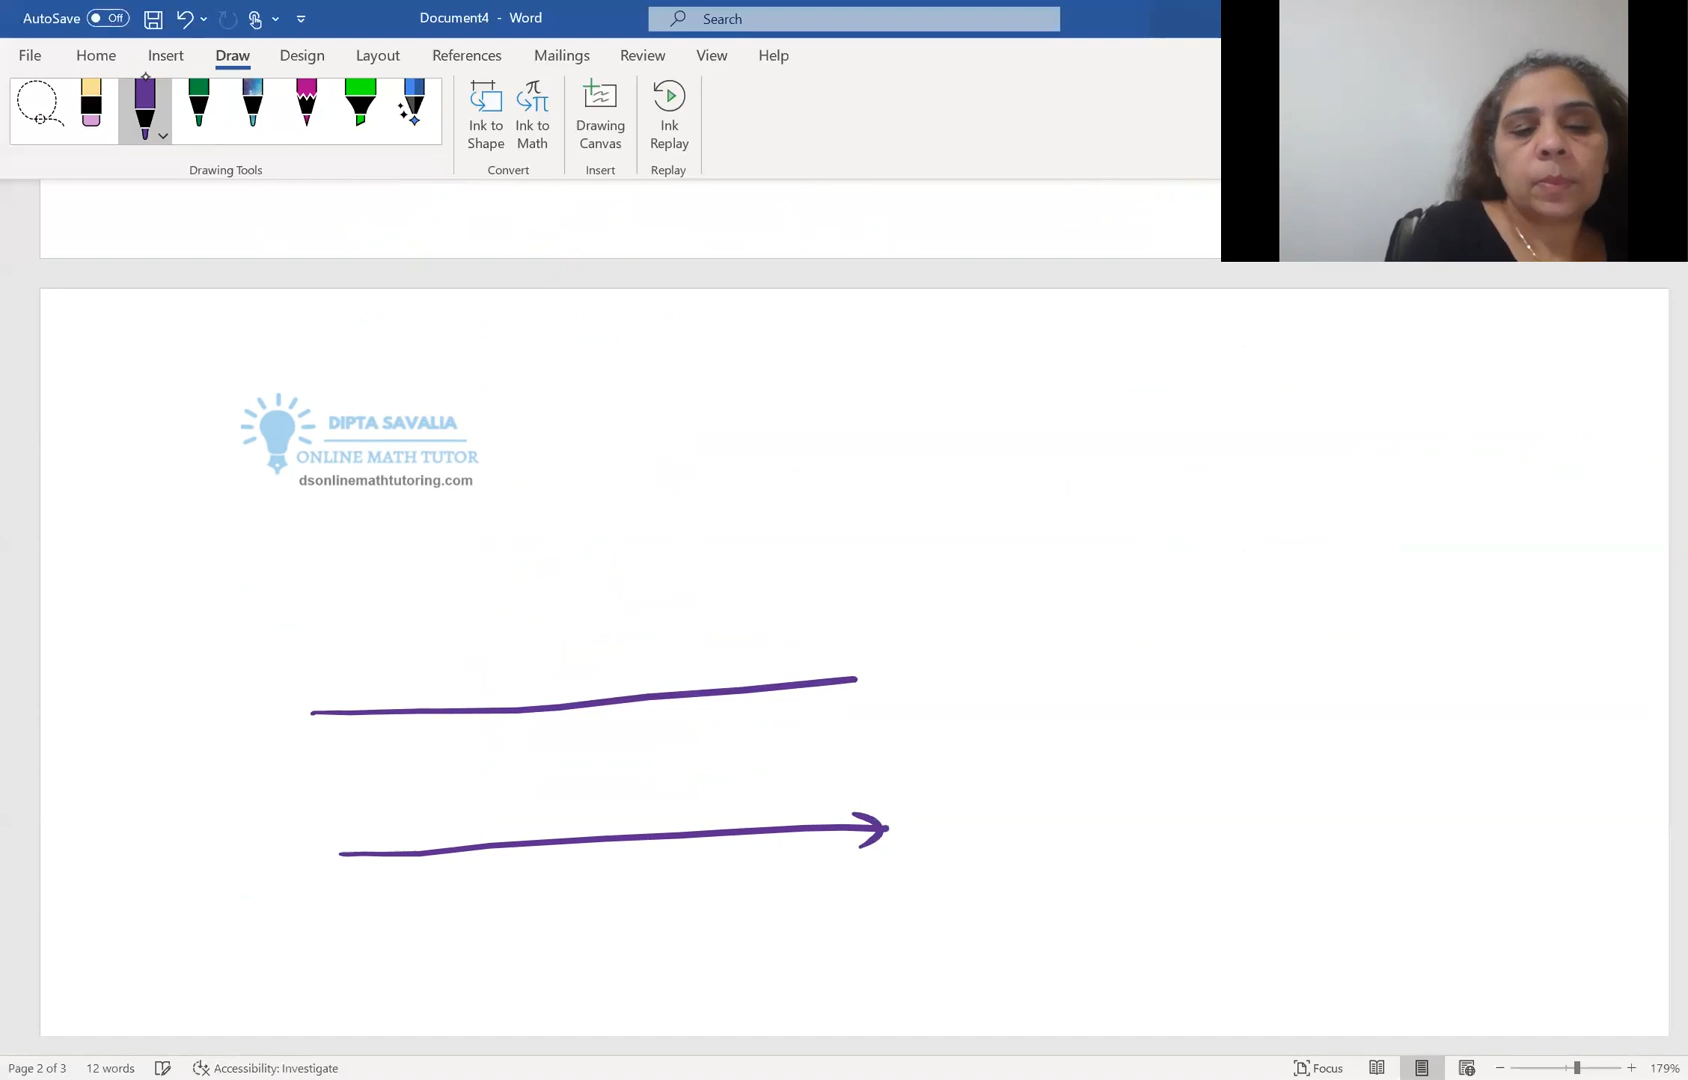 AutoSave Off Document4 - Word Search
File Home Insert Draw Design Layout References Mailings Review View Help
Ink to Shape
Ink to Math
Drawing Canvas
Ink Replay
Drawing Tools Convert Insert Replay
DIPTA SAVALIA
ONLINE MATH TUTOR
dsonlinemathtutoring.com
Page 2 of 3 12 words Accessibility: Investigate Focus 179%